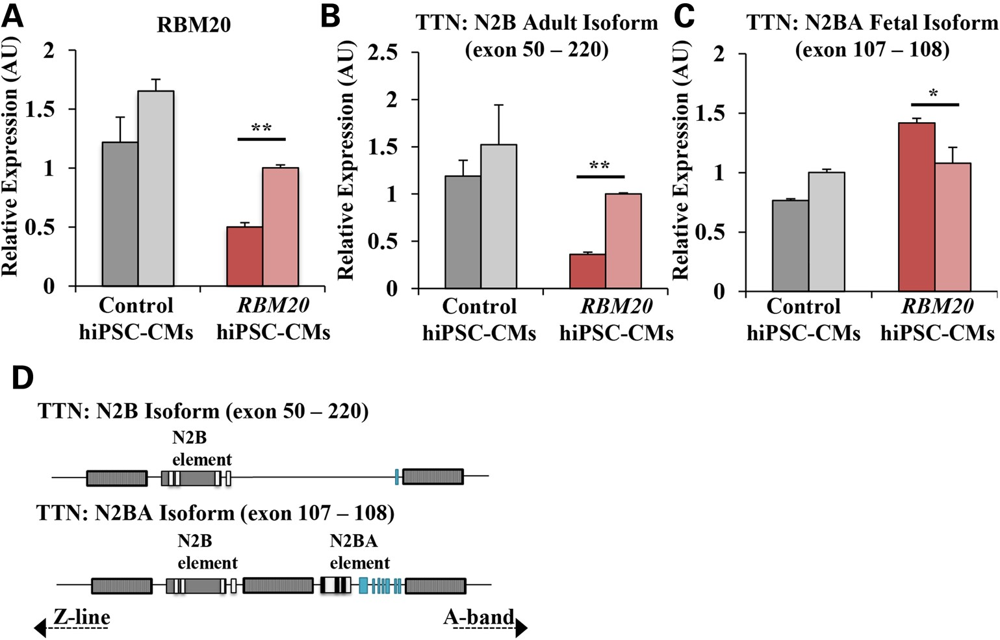 A
RBM20
Relative Expression (AU)
2
1.5
1
0.5
0
**
Control
hiPSC-CMs
RBM20
hiPSC-CMs
B
TTN: N2B Adult Isoform
(exon 50 – 220)
Relative Expression (AU)
2.5
2
1.5
1
0.5
0
**
Control
hiPSC-CMs
RBM20
hiPSC-CMs
C
TTN: N2BA Fetal Isoform
(exon 107 – 108)
Relative Expression (AU)
2
1.5
1
0.5
0
*
Control
hiPSC-CMs
RBM20
hiPSC-CMs
D
TTN: N2B Isoform (exon 50 – 220)
N2B
element
TTN: N2BA Isoform (exon 107 – 108)
N2B
element
N2BA
element
Z-line
A-band